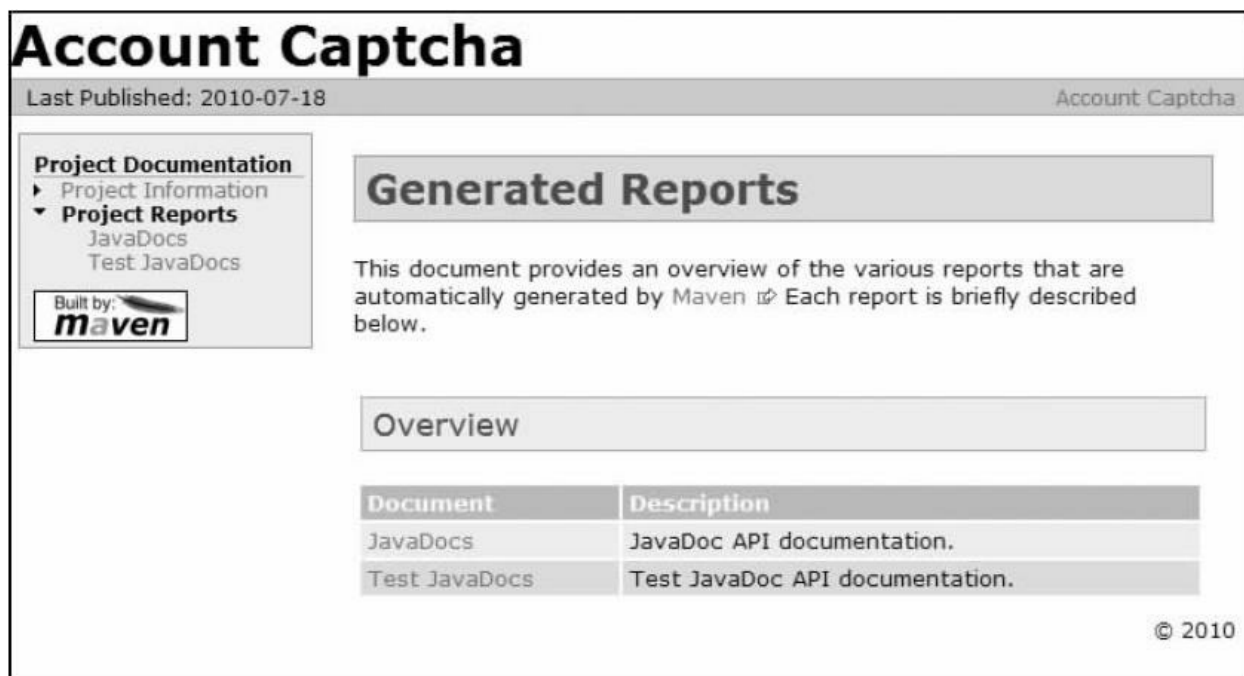 Account Captcha
Last Published: 2010-07-18
Account Captcha
Project Documentation
Project Information
Project Reports
JavaDocs
Test JavaDocs
Built by:
maven
Generated Reports
This document provides an overview of the various reports that are
automatically generated by Maven Each report is briefly described
below.
Overview
Document Description
JavaDocs JavaDoc API documentation.
Test JavaDocs Test JavaDoc API documentation.
© 2010